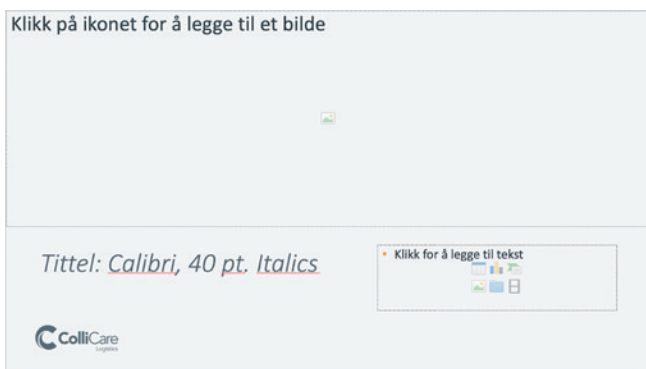 Klikk på ikonet for å legge til et bilde
Tittel: Calibri, 40 pt. Italics
• Klikk for å legge til tekst
ColliCare
Logistics